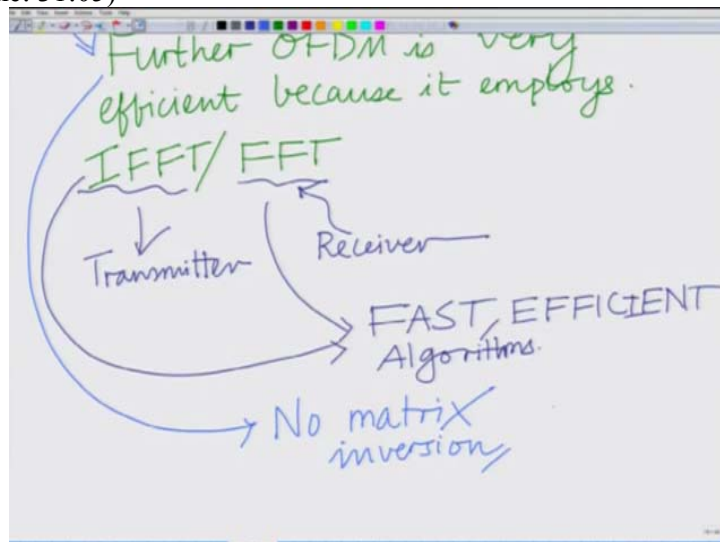 Further OFDM is very
efficient because it employs.
IFFT/FFT
Transmitter
Receiver
FAST, EFFICIENT
Algorithms.
No matrix
inversion,